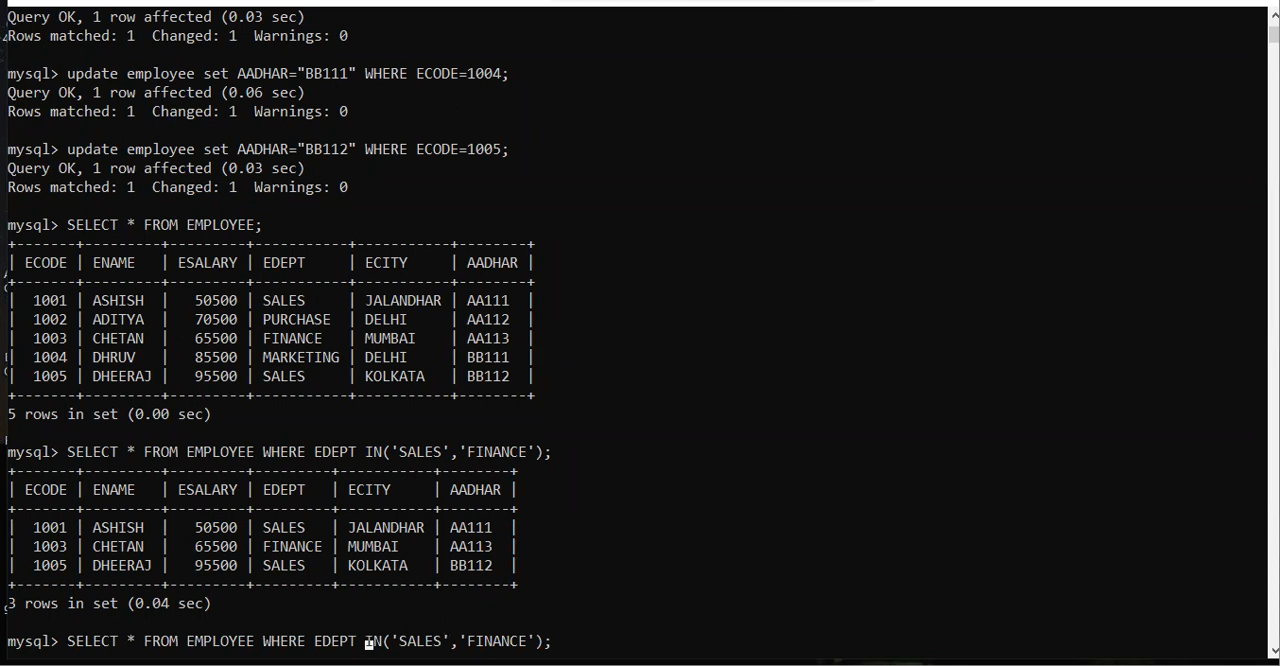 Query OK, 1 row affected (0.03 sec)
Rows matched: 1  Changed: 1  Warnings: 0
mysql> update employee set AADHAR="BB111" WHERE ECODE=1004;
Query OK, 1 row affected (0.06 sec)
Rows matched: 1  Changed: 1  Warnings: 0
mysql> update employee set AADHAR="BB112" WHERE ECODE=1005;
Query OK, 1 row affected (0.03 sec)
Rows matched: 1  Changed: 1  Warnings: 0
mysql> SELECT * FROM EMPLOYEE;
+-------+---------+---------+-----------+-----------+--------+
| ECODE | ENAME   | ESALARY | EDEPT     | ECITY     | AADHAR |
+-------+---------+---------+-----------+-----------+--------+
|  1001 | ASHISH  |   50500 | SALES     | JALANDHAR | AA111  |
|  1002 | ADITYA  |   70500 | PURCHASE  | DELHI     | AA112  |
|  1003 | CHETAN  |   65500 | FINANCE   | MUMBAI    | AA113  |
|  1004 | DHRUV   |   85500 | MARKETING | DELHI     | BB111  |
|  1005 | DHEERAJ |   95500 | SALES     | KOLKATA   | BB112  |
+-------+---------+---------+-----------+-----------+--------+
5 rows in set (0.00 sec)
mysql> SELECT * FROM EMPLOYEE WHERE EDEPT IN('SALES','FINANCE');
+-------+---------+---------+---------+-----------+--------+
| ECODE | ENAME   | ESALARY | EDEPT   | ECITY     | AADHAR |
+-------+---------+---------+---------+-----------+--------+
|  1001 | ASHISH  |   50500 | SALES   | JALANDHAR | AA111  |
|  1003 | CHETAN  |   65500 | FINANCE | MUMBAI    | AA113  |
|  1005 | DHEERAJ |   95500 | SALES   | KOLKATA   | BB112  |
+-------+---------+---------+---------+-----------+--------+
3 rows in set (0.04 sec)
mysql> SELECT * FROM EMPLOYEE WHERE EDEPT IN('SALES','FINANCE');